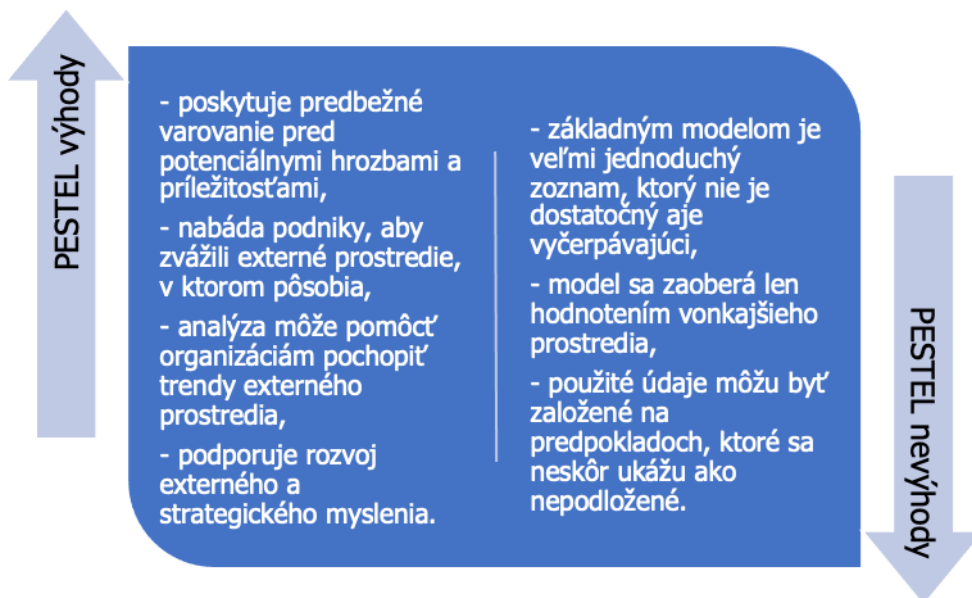 PESTEL výhody
- poskytuje predbežné
varovanie pred
potenciálnymi hrozbami a
príležitosťami,
- nabáda podniky, aby
zvážili externé prostredie,
v ktorom pôsobia,
- analýza môže pomôcť
organizáciám pochopiť
trendy externého
prostredia,
- podporuje rozvoj
externého a
strategického myslenia.
- základným modelom je
veľmi jednoduchý
zoznam, ktorý nie je
dostatočný aje
vyčerpávajúci,
- model sa zaoberá len
hodnotením vonkajšieho
prostredia,
- použité údaje môžu byť
založené na
predpokladoch, ktoré sa
neskôr ukážu ako
nepodložené.
PESTEL nevýhody